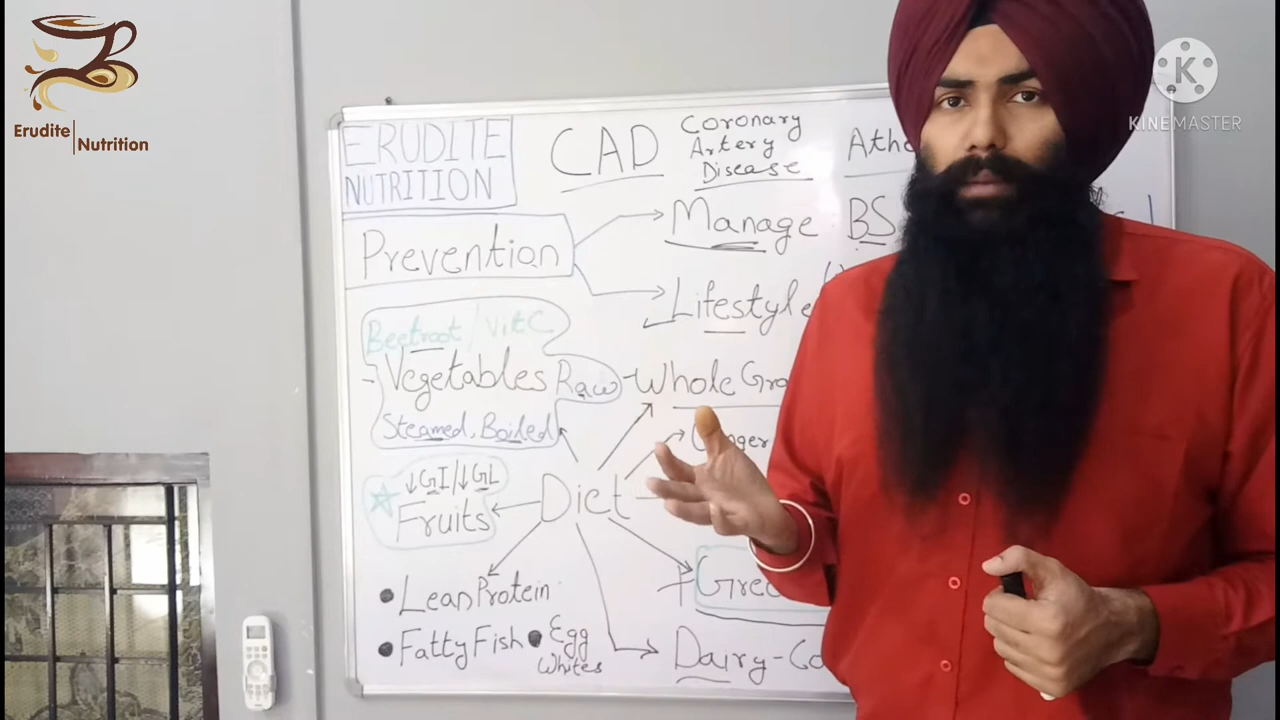 Erudite Nutrition
KINEMASTER
ERUDITE
NUTRITION
CAD
Coronary
Artery
Disease
Prevention
Manage
BS
Lifestyle
Beetroot / Vit C
Vegetables Raw
Steamed, Boiled
- Whole
↓GI/↓GL
Fruits
Diet
Lean Protein
Fatty Fish
Egg
Whites
Dairy -